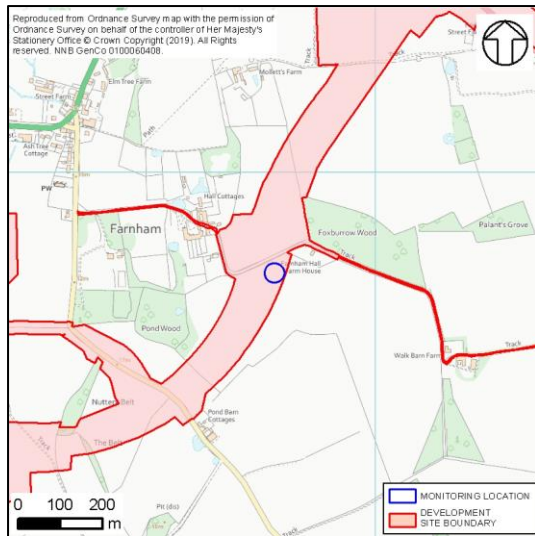 Reproduced from Ordnance Survey map with the permission of
Ordnance Survey on behalf of the controller of Her Majesty's
Stationery Office © Crown Copyright (2019). All Rights
reserved. NNB GenCo 0100060408.
Street Farm
Elm Tree Farm
Mollett's Farm
Street Farm
Path
Ash Tree
Cottage
PW
Hall Cottages
Farnham
Foxburrow Wood
Palant's Grove
Track
Farnham Hall
Farm House
Pond Wood
Track
Walk Barn Farm
Nuttery Belt
Pond Barn
Cottages
The Belt
Track
Pit (dis)
Track
0 100 200
m
MONITORING LOCATION
DEVELOPMENT
SITE BOUNDARY